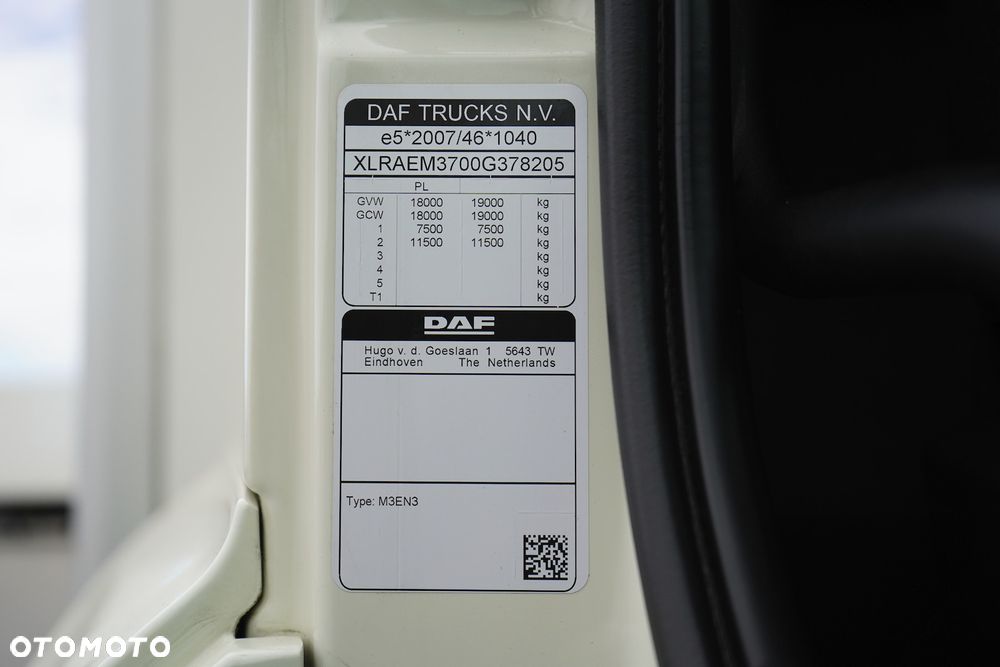 DAF TRUCKS N.V.
e5*2007/46*1040
XLRAEM3700G378205
PL
GVW 18000 19000 kg
GCW 18000 19000 kg
1 7500 7500 kg
2 11500 11500 kg
3 kg
4 kg
5 kg
T1 kg
DAF
Hugo v. d. Goeslaan 1 5643 TW
Eindhoven The Netherlands
Type: M3EN3
OTOMOTO